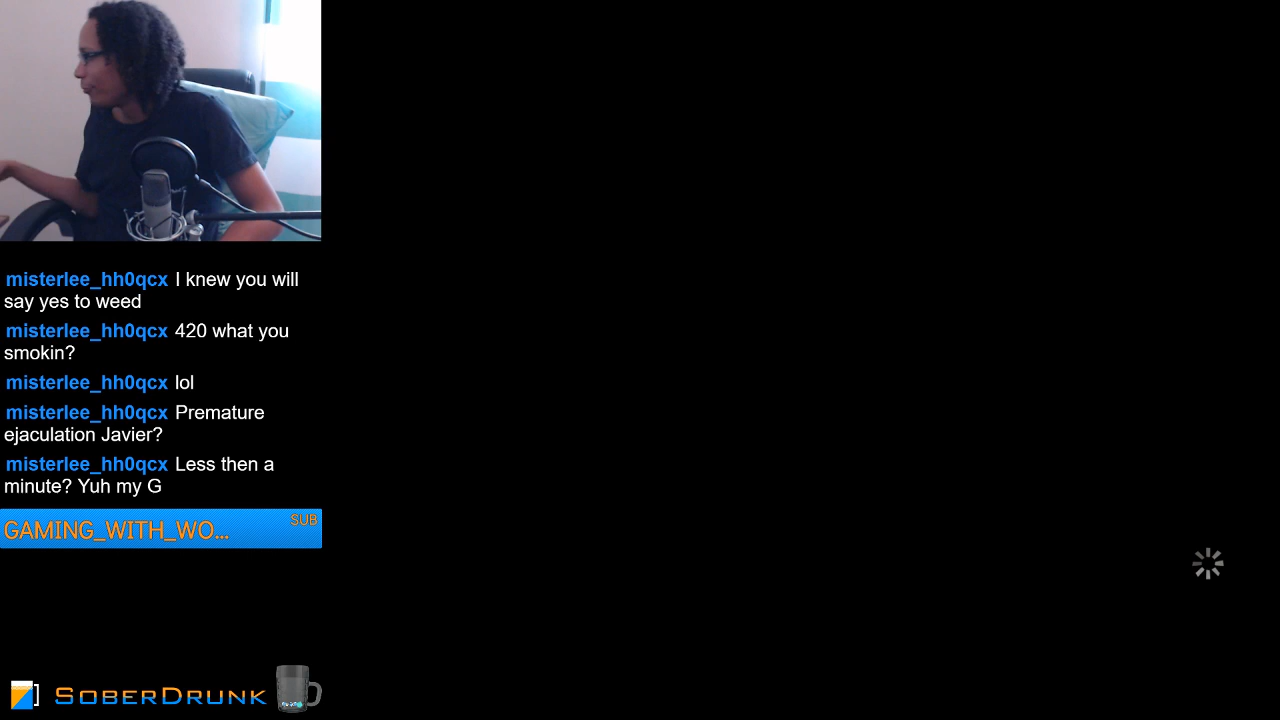 misterlee_hh0qcx I knew you will
say yes to weed
misterlee_hh0qcx 420 what you
smokin?
misterlee_hh0qcx lol
misterlee_hh0qcx Premature
ejaculation Javier?
misterlee_hh0qcx Less then a
minute? Yuh my G
GAMING_WITH_WO... SUB
SOBERDRUNK